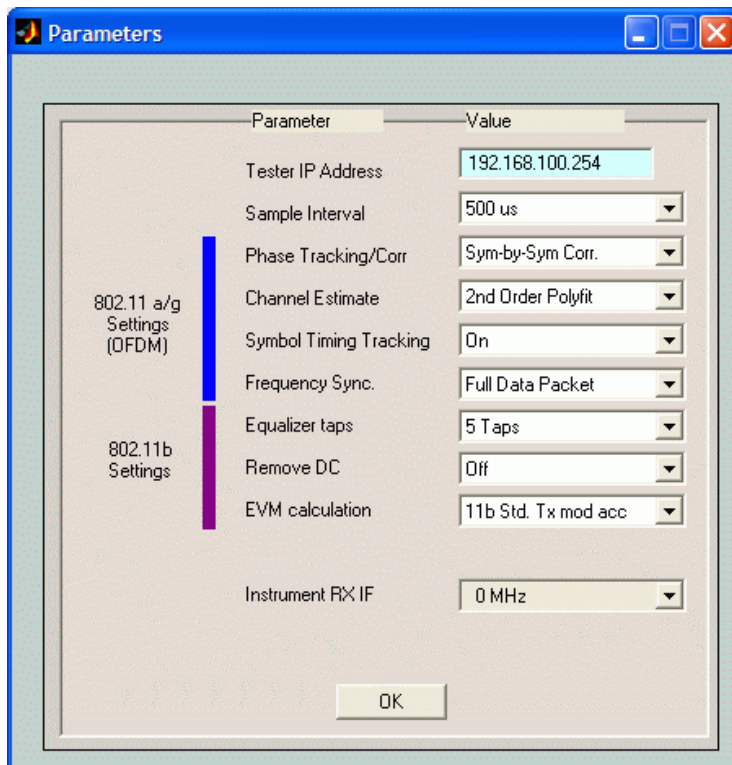 Parameters
Parameter Value
Tester IP Address 192.168.100.254
Sample Interval 500 us
802.11 a/g
Settings
(OFDM)
Phase Tracking/Corr Sym-by-Sym Corr.
Channel Estimate 2nd Order Polyfit
Symbol Timing Tracking On
Frequency Sync. Full Data Packet
802.11b
Settings
Equalizer taps 5 Taps
Remove DC Off
EVM calculation 11b Std. Tx mod acc
Instrument RX IF 0 MHz
OK